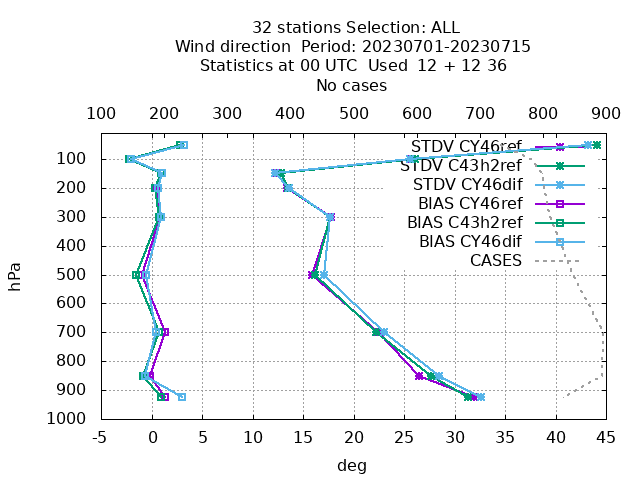 32 stations Selection: ALL
Wind direction  Period: 20230701-20230715
Statistics at 00 UTC  Used  12 + 12 36
No cases
100 200 300 400 500 600 700 800 900
STDV CY46ref
STDV C43h2ref
STDV CY46dif
BIAS CY46ref
BIAS C43h2ref
BIAS CY46dif
CASES
hPa
100
200
300
400
500
600
700
800
900
1000
-5 0 5 10 15 20 25 30 35 40 45
deg